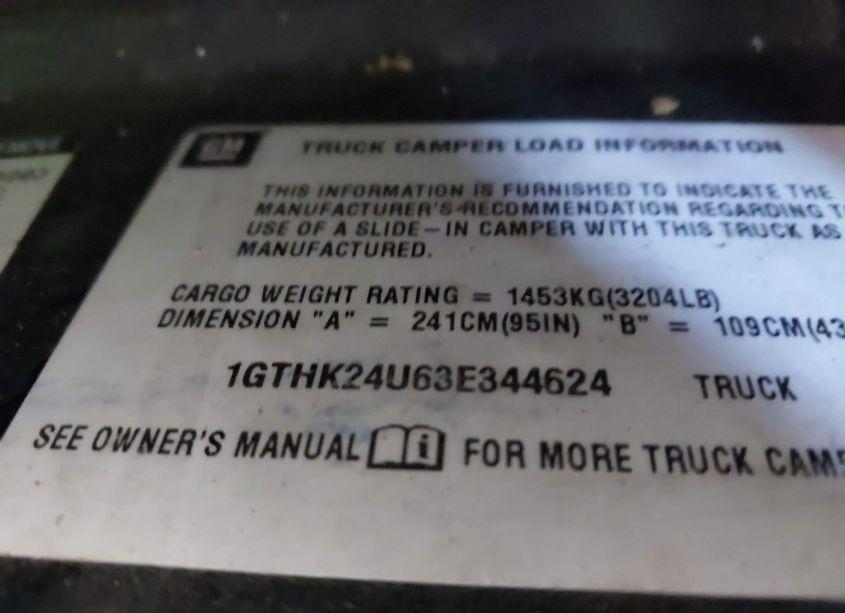 GM TRUCK CAMPER LOAD INFORMATION
THIS INFORMATION IS FURNISHED TO INDICATE THE
MANUFACTURER'S RECOMMENDATION REGARDING
USE OF A SLIDE-IN CAMPER WITH THIS TRUCK AS
MANUFACTURED.
CARGO WEIGHT RATING = 1453KG(3204LB)
DIMENSION "A" = 241CM(95IN) "B" = 109CM(43
1GTHK24U63E344624 TRUCK
SEE OWNER'S MANUAL i FOR MORE TRUCK